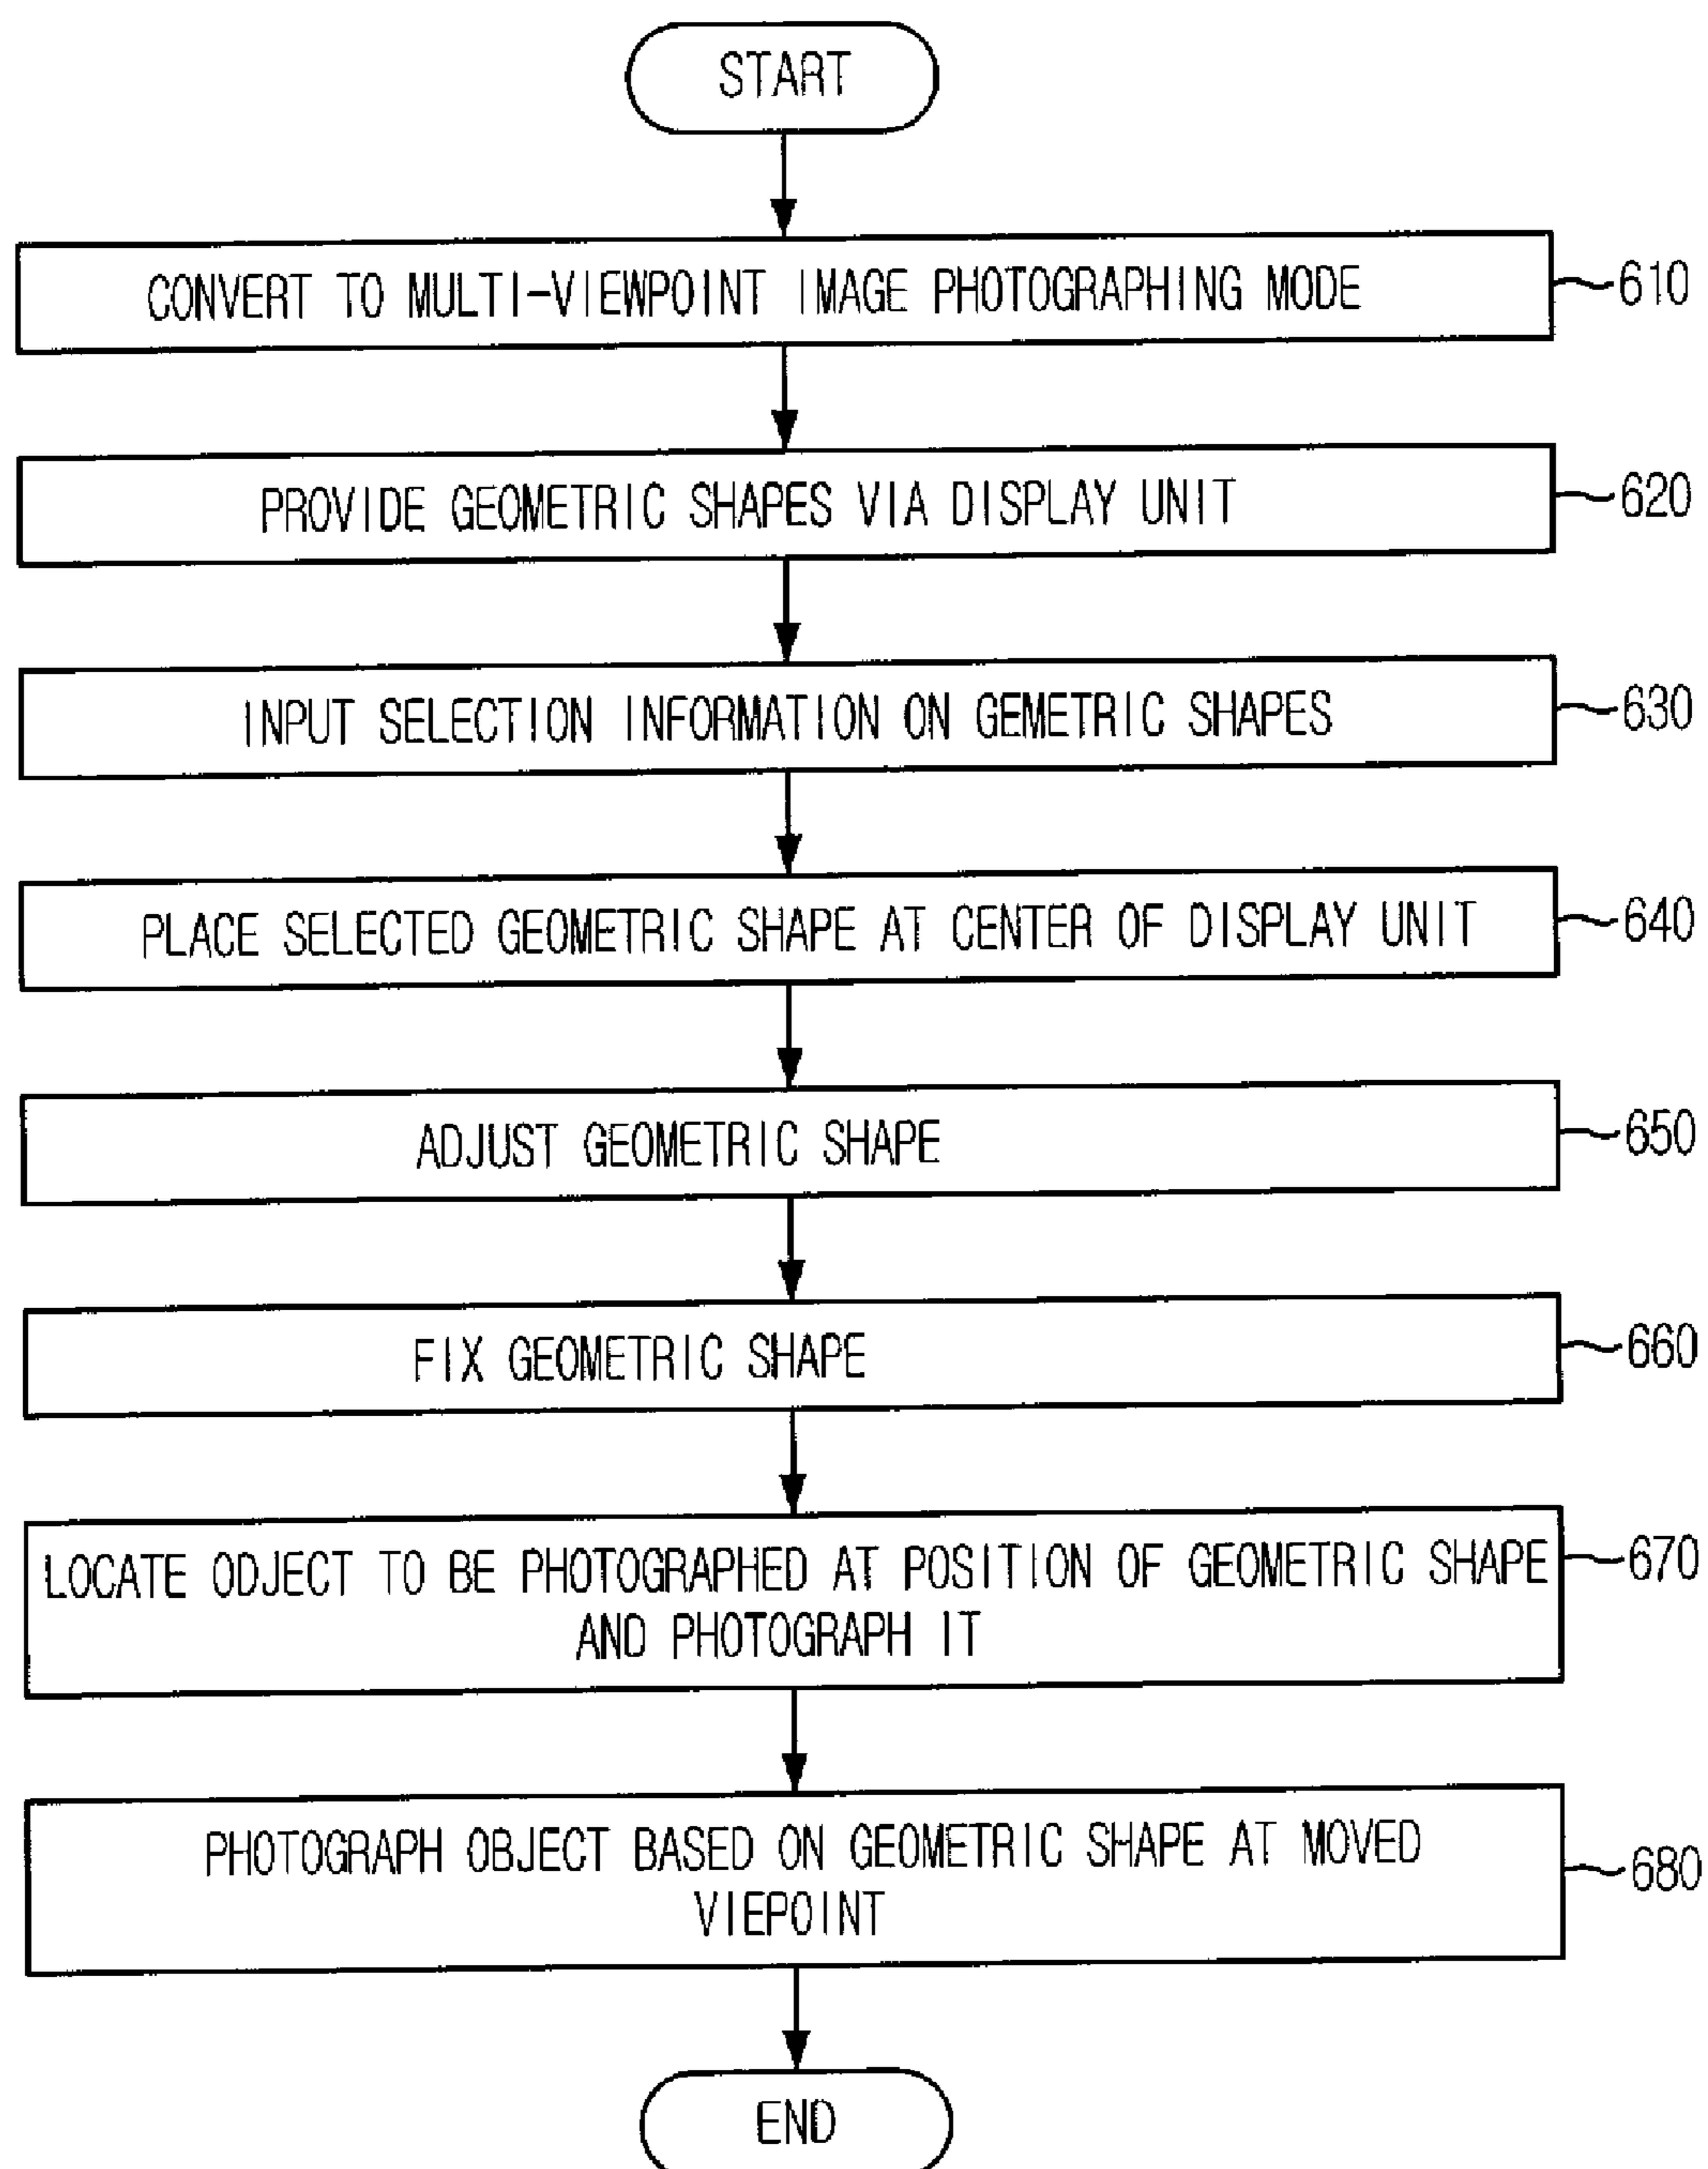 START
CONVERT TO MULTI-VIEWPOINT IMAGE PHOTOGRAPHING MODE
610
PROVIDE GEOMETRIC SHAPES VIA DISPLAY UNIT
620
INPUT SELECTION INFORMATION ON GEMETRIC SHAPES
630
PLACE SELECTED GEOMETRIC SHAPE AT CENTER OF DISPLAY UNIT
640
ADJUST GEOMETRIC SHAPE
650
FIX GEOMETRIC SHAPE
660
LOCATE ODJECT TO BE PHOTOGRAPHED AT POSITION OF GEOMETRIC SHAPE
AND PHOTOGRAPH IT
670
PHOTOGRAPH OBJECT BASED ON GEOMETRIC SHAPE AT MOVED
VIEPOINT
680
END